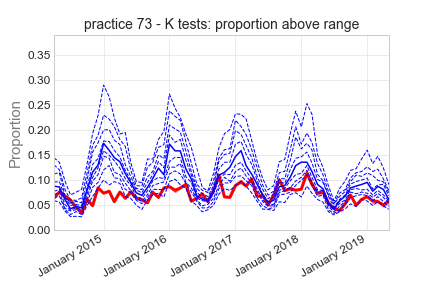 practice 73 - K tests: proportion above range
Proportion
0.35
0.30
0.25
0.20
0.15
0.10
0.05
0.00
January 2015
January 2016
January 2017
January 2018
January 2019